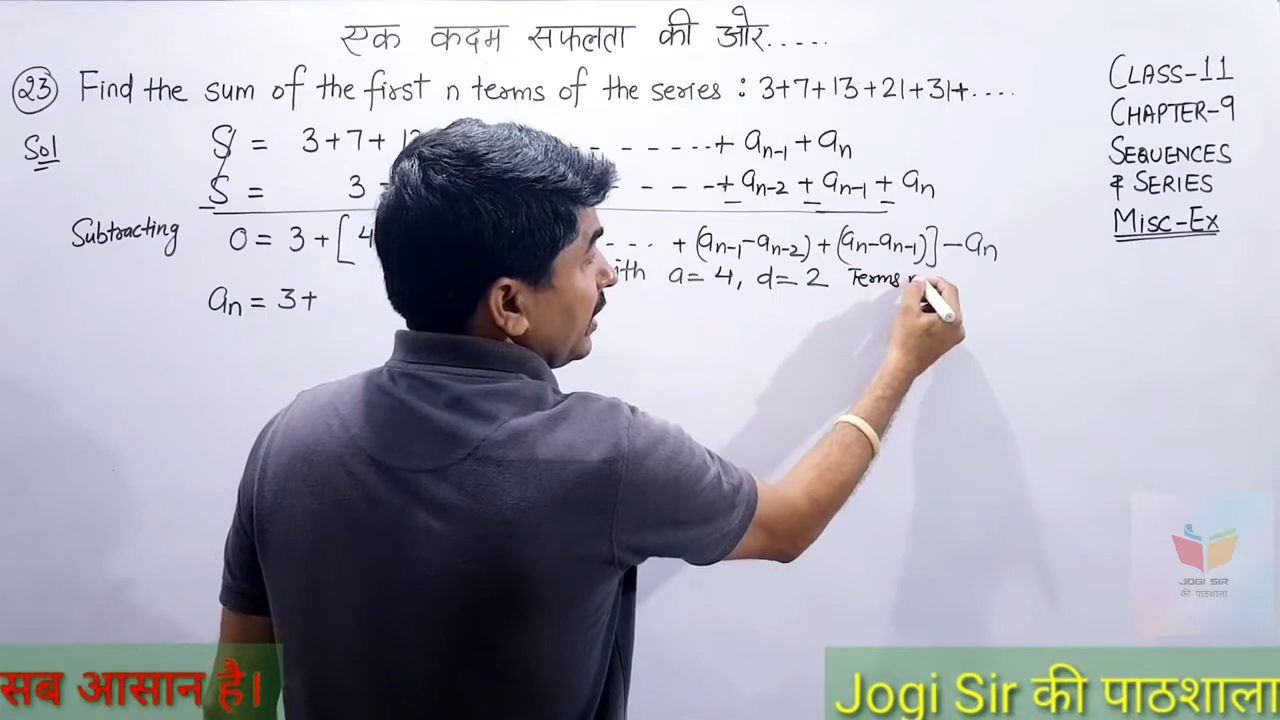 एक कदम सफलता की ओर.....
(23) Find the sum of the first n terms of the series : 3+7+13+21+31+....
Sol
S = 3+7+ - - - - - - - + aₙ₋₁ + aₙ
S = 3 - - - - + aₙ₋₂ + aₙ₋₁ + aₙ
Subtracting 0 = 3 + [4 ... + (aₙ₋₁-aₙ₋₂) + (aₙ-aₙ₋₁)] - aₙ
with a = 4, d = 2 Terms
aₙ = 3+
CLASS-11
CHAPTER-9
SEQUENCES
& SERIES
Misc-Ex
JOGI SIR
की पाठशाला
सब आसान है।
Jogi Sir की पाठशाला